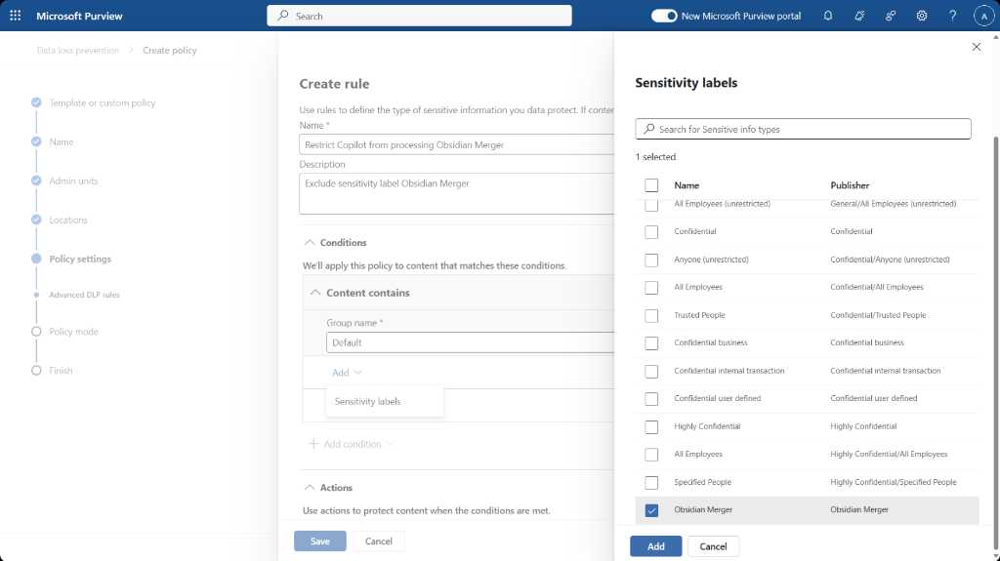 Microsoft Purview
Search
New Microsoft Purview portal
?
A
Data loss prevention > Create policy
Template or custom policy
Name
Admin units
Locations
Policy settings
Advanced DLP rules
Policy mode
Finish
Create rule
Use rules to define the type of sensitive information you data protect. If conter
Name *
Restrict Copilot from processing Obsidian Merger
Description
Exclude sensitivity label Obsidian Merger
Conditions
We'll apply this policy to content that matches these conditions.
Content contains
Group name *
Default
Add
Sensitivity labels
Add condition
Actions
Use actions to protect content when the conditions are met.
Save Cancel
Sensitivity labels
Search for Sensitive info types
1 selected
Name Publisher
All Employees (unrestricted) General/All Employees (unrestricted)
Confidential Confidential
Anyone (unrestricted) Confidential/Anyone (unrestricted)
All Employees Confidential/All Employees
Trusted People Confidential/Trusted People
Confidential business Confidential business
Confidential internal transaction Confidential internal transaction
Confidential user defined Confidential user defined
Highly Confidential Highly Confidential
All Employees Highly Confidential/All Employees
Specified People Highly Confidential/Specified People
Obsidian Merger Obsidian Merger
Add Cancel